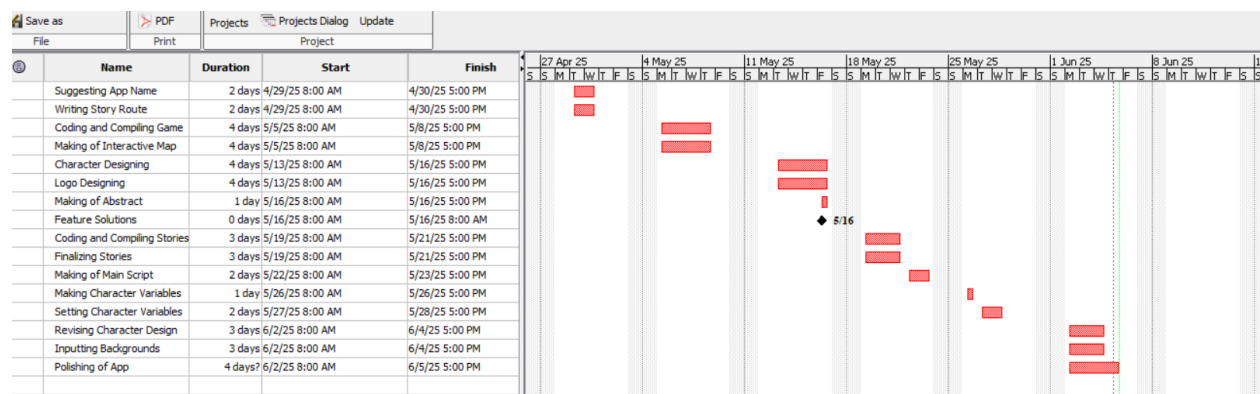 Save as PDF Projects Projects Dialog Update
File Print Project
Name Duration Start Finish 27 Apr 25 4 May 25 11 May 25 18 May 25 25 May 25 1 Jun 25 8 Jun 25 1
S S M T W T F S S M T W T F S S M T W T F S S M T W T F S S M T W T F S S M T W T F S S M T W T F S S
Suggesting App Name 2 days 4/29/25 8:00 AM 4/30/25 5:00 PM
Writing Story Route 2 days 4/29/25 8:00 AM 4/30/25 5:00 PM
Coding and Compiling Game 4 days 5/5/25 8:00 AM 5/8/25 5:00 PM
Making of Interactive Map 4 days 5/5/25 8:00 AM 5/8/25 5:00 PM
Character Designing 4 days 5/13/25 8:00 AM 5/16/25 5:00 PM
Logo Designing 4 days 5/13/25 8:00 AM 5/16/25 5:00 PM
Making of Abstract 1 day 5/16/25 8:00 AM 5/16/25 5:00 PM
Feature Solutions 0 days 5/16/25 8:00 AM 5/16/25 8:00 AM 5/16
Coding and Compiling Stories 3 days 5/19/25 8:00 AM 5/21/25 5:00 PM
Finalizing Stories 3 days 5/19/25 8:00 AM 5/21/25 5:00 PM
Making of Main Script 2 days 5/22/25 8:00 AM 5/23/25 5:00 PM
Making Character Variables 1 day 5/26/25 8:00 AM 5/26/25 5:00 PM
Setting Character Variables 2 days 5/27/25 8:00 AM 5/28/25 5:00 PM
Revising Character Design 3 days 6/2/25 8:00 AM 6/4/25 5:00 PM
Inputting Backgrounds 3 days 6/2/25 8:00 AM 6/4/25 5:00 PM
Polishing of App 4 days? 6/2/25 8:00 AM 6/5/25 5:00 PM